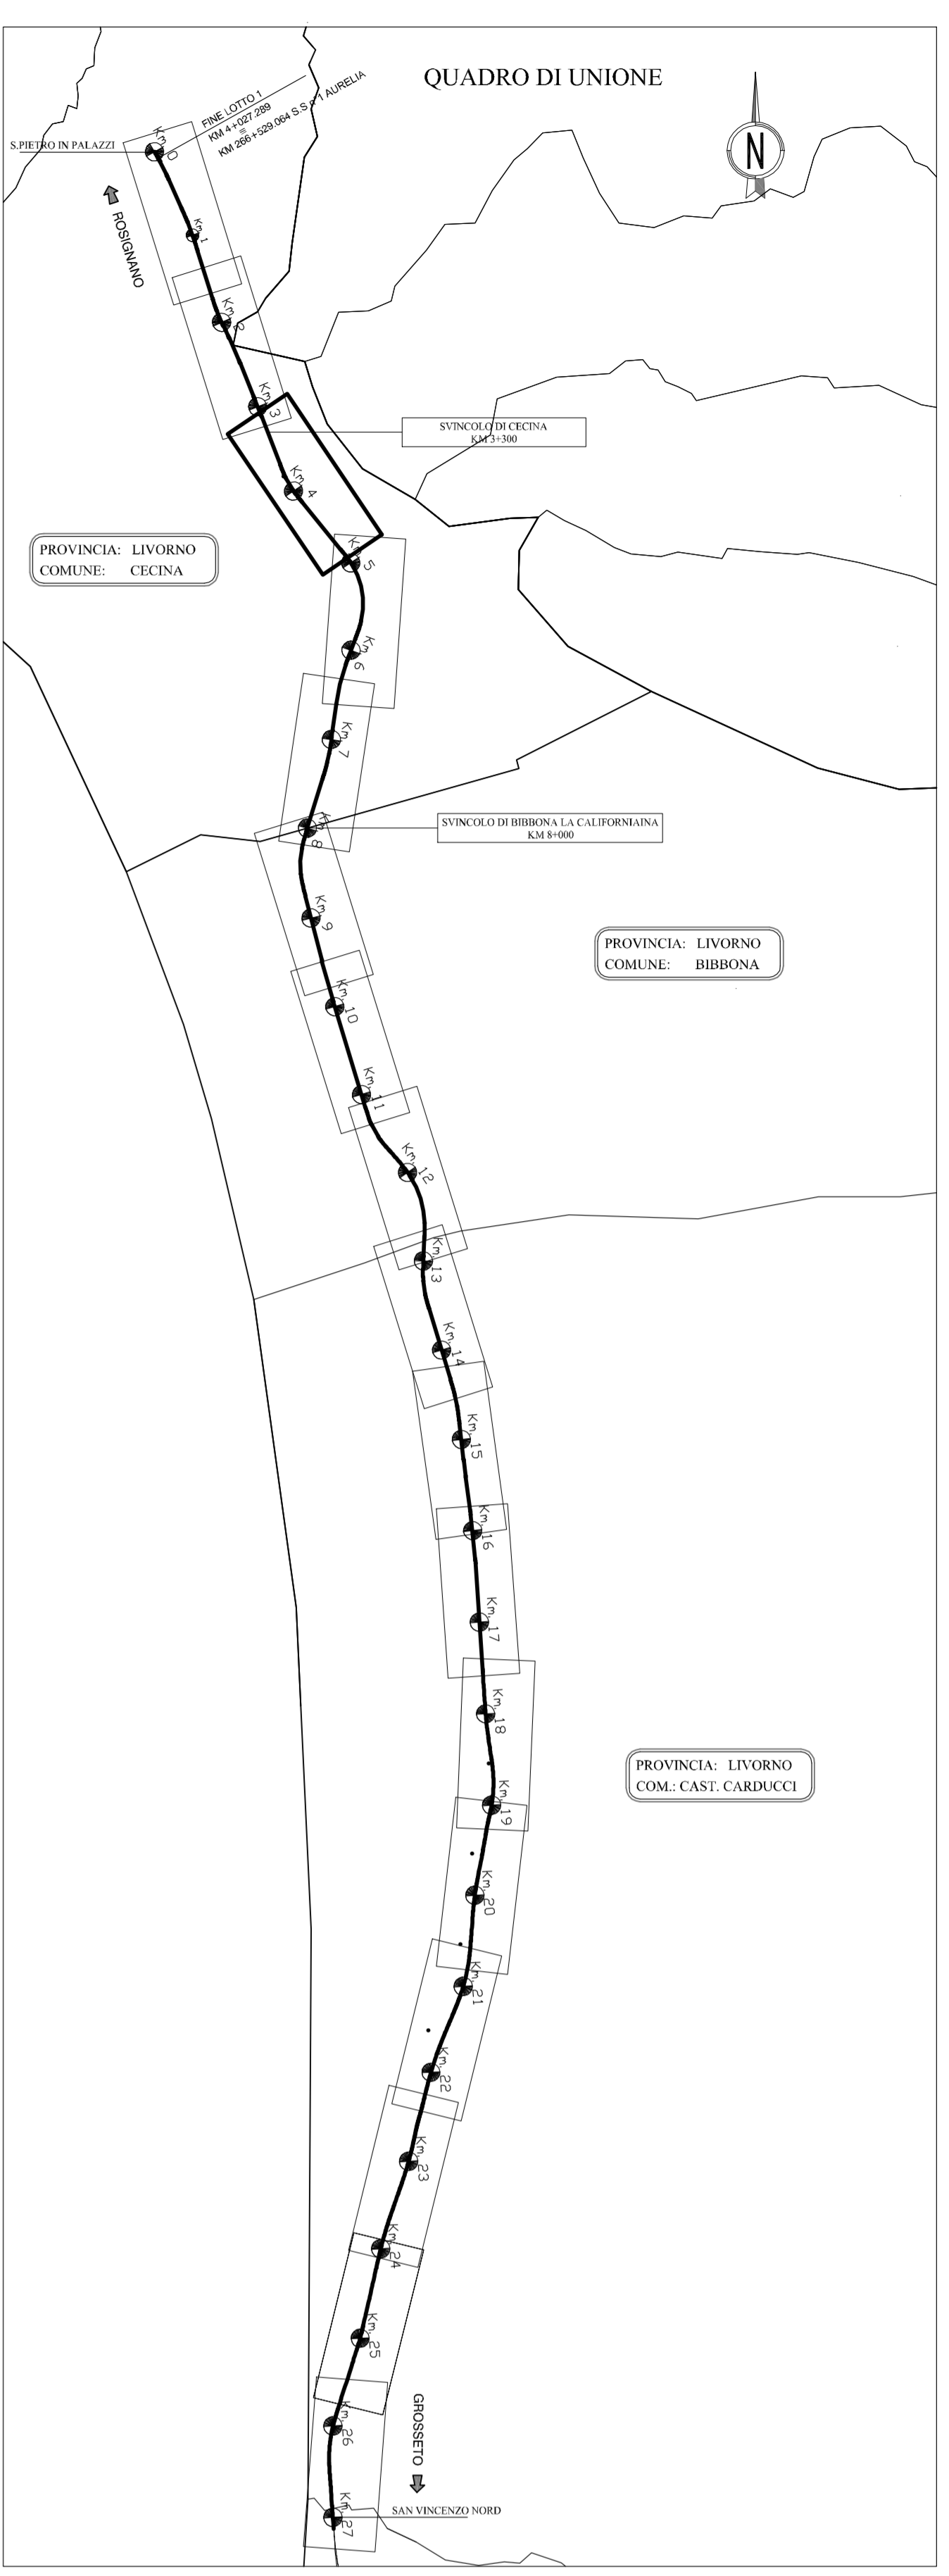 QUADRO DI UNIONE
N
FINE LOTTO 1
KM 4+027.289
≡
KM 266+529.064 S.S n°1 AURELIA
S.PIETRO IN PALAZZI
Km. 0
ROSIGNANO
Km. 1
Km. 2
Km. 3
SVINCOLO DI CECINA
KM 3+300
Km. 4
PROVINCIA: LIVORNO
COMUNE: CECINA
Km. 5
Km. 6
Km. 7
SVINCOLO DI BIBBONA LA CALIFORNIAINA
KM 8+000
Km. 8
Km. 9
PROVINCIA: LIVORNO
COMUNE: BIBBONA
Km. 10
Km. 11
Km. 12
Km. 13
Km. 14
Km. 15
Km. 16
Km. 17
Km. 18
PROVINCIA: LIVORNO
COM.: CAST. CARDUCCI
Km. 19
Km. 20
Km. 21
Km. 22
Km. 23
Km. 24
Km. 25
GROSSETO
Km. 26
SAN VINCENZO NORD
Km. 27